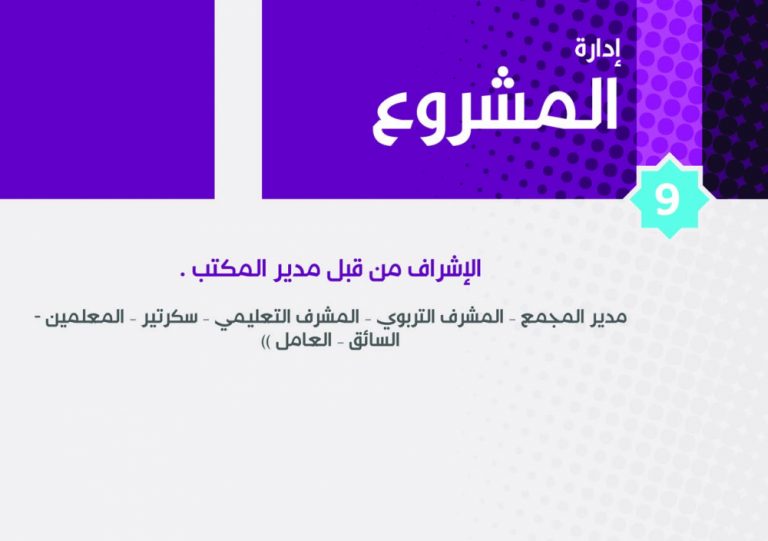 إدارة
المشروع
9
الإشراف من قبل مدير المكتب .
مدير المجمع – المشرف التربوي – المشرف التعليمي – سكرتير – المعلمين -
السائق – العامل ))